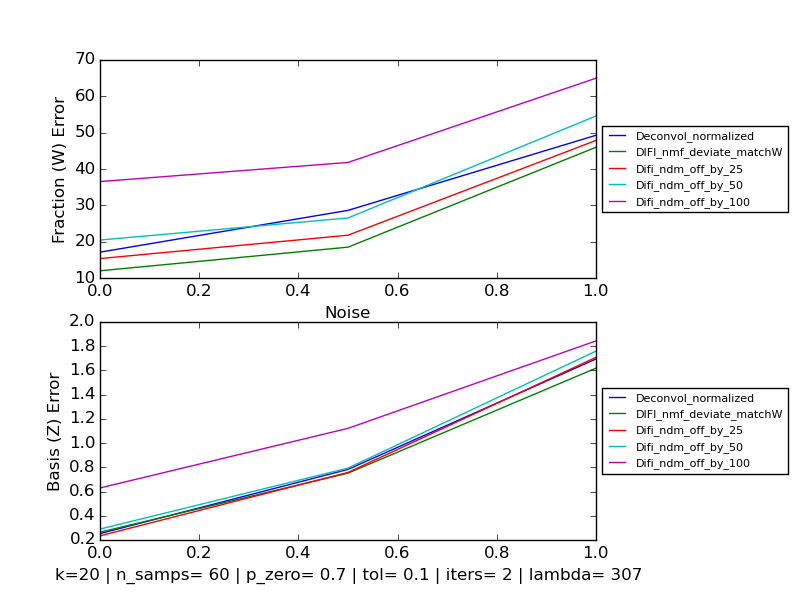 70
60
50
40
30
20
10
Fraction (W) Error
0.0 0.2 0.4 0.6 0.8 1.0
Noise
Deconvol_normalized
DIFI_nmf_deviate_matchW
Difi_ndm_off_by_25
Difi_ndm_off_by_50
Difi_ndm_off_by_100
2.0
1.8
1.6
1.4
1.2
1.0
0.8
0.6
0.4
0.2
Basis (Z) Error
0.0 0.2 0.4 0.6 0.8 1.0
Deconvol_normalized
DIFI_nmf_deviate_matchW
Difi_ndm_off_by_25
Difi_ndm_off_by_50
Difi_ndm_off_by_100
k=20 | n_samps= 60 | p_zero= 0.7 | tol= 0.1 | iters= 2 | lambda= 307